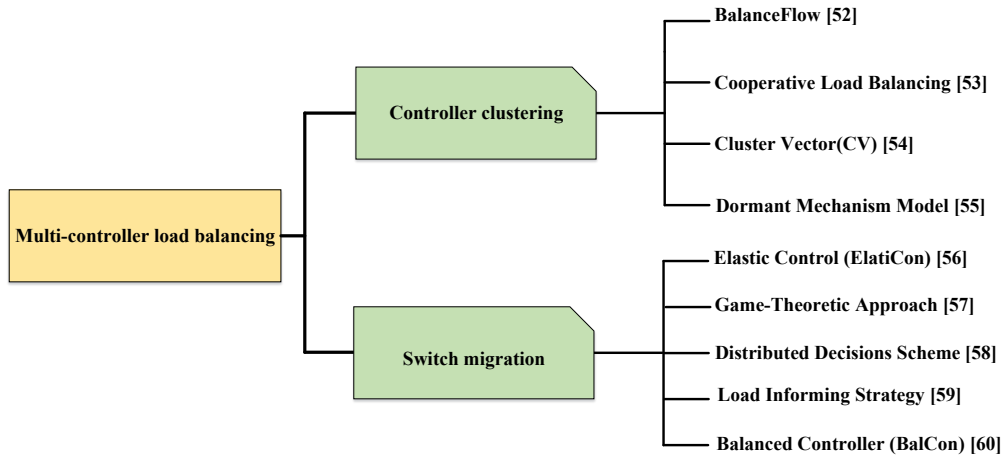 Multi-controller load balancing
Controller clustering
BalanceFlow [52]
Cooperative Load Balancing [53]
Cluster Vector(CV) [54]
Dormant Mechanism Model [55]
Switch migration
Elastic Control (ElatiCon) [56]
Game-Theoretic Approach [57]
Distributed Decisions Scheme [58]
Load Informing Strategy [59]
Balanced Controller (BalCon) [60]